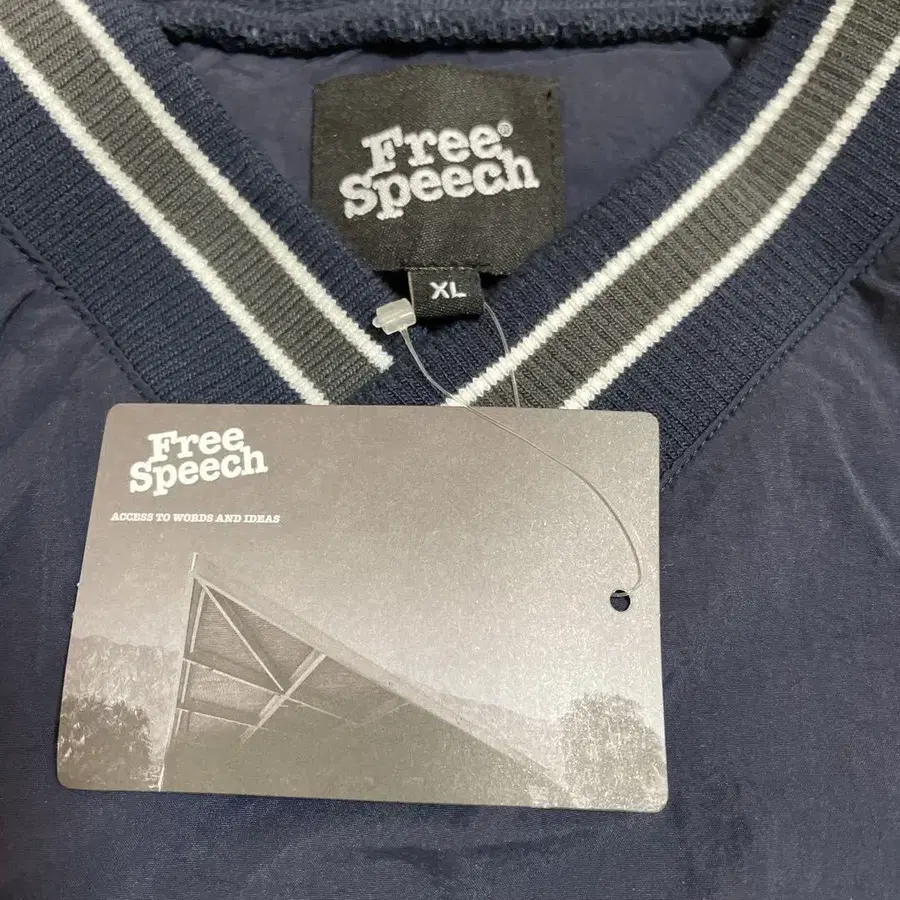 Free®
Speech
XL
Free
Speech
ACCESS TO WORDS AND IDEAS